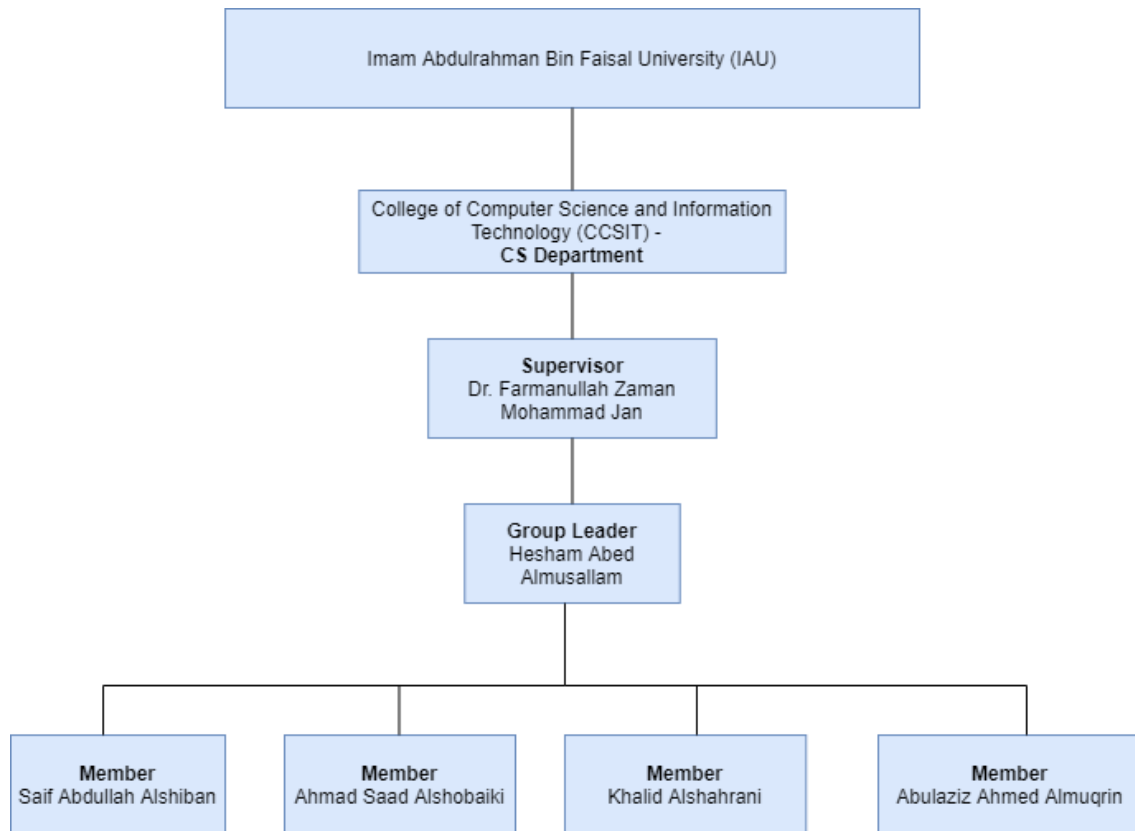 Imam Abdulrahman Bin Faisal University (IAU)
College of Computer Science and Information
Technology (CCSIT) -
CS Department
Supervisor
Dr. Farmanullah Zaman
Mohammad Jan
Group Leader
Hesham Abed
Almusallam
Member
Saif Abdullah Alshiban
Member
Ahmad Saad Alshobaiki
Member
Khalid Alshahrani
Member
Abulaziz Ahmed Almuqrin